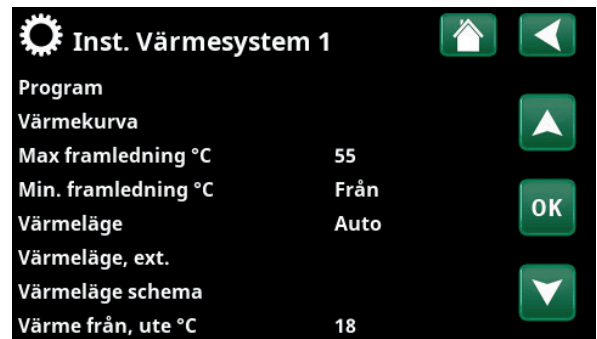 Inst. Värmesystem 1
Program
Värmekurva
Max framledning °C 55
Min. framledning °C Från
Värmeläge Auto
OK
Värmeläge, ext.
Värmeläge schema
Värme från, ute °C 18